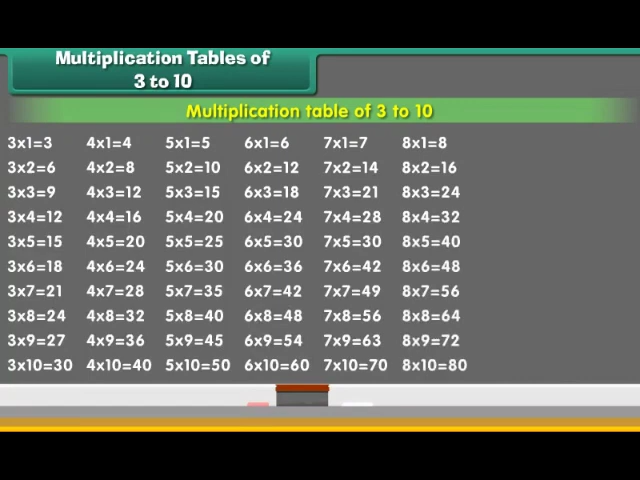 Multiplication Tables of
3 to 10
Multiplication table of 3 to 10
3x1=3 4x1=4 5x1=5 6x1=6 7x1=7 8x1=8
3x2=6 4x2=8 5x2=10 6x2=12 7x2=14 8x2=16
3x3=9 4x3=12 5x3=15 6x3=18 7x3=21 8x3=24
3x4=12 4x4=16 5x4=20 6x4=24 7x4=28 8x4=32
3x5=15 4x5=20 5x5=25 6x5=30 7x5=30 8x5=40
3x6=18 4x6=24 5x6=30 6x6=36 7x6=42 8x6=48
3x7=21 4x7=28 5x7=35 6x7=42 7x7=49 8x7=56
3x8=24 4x8=32 5x8=40 6x8=48 7x8=56 8x8=64
3x9=27 4x9=36 5x9=45 6x9=54 7x9=63 8x9=72
3x10=30 4x10=40 5x10=50 6x10=60 7x10=70 8x10=80